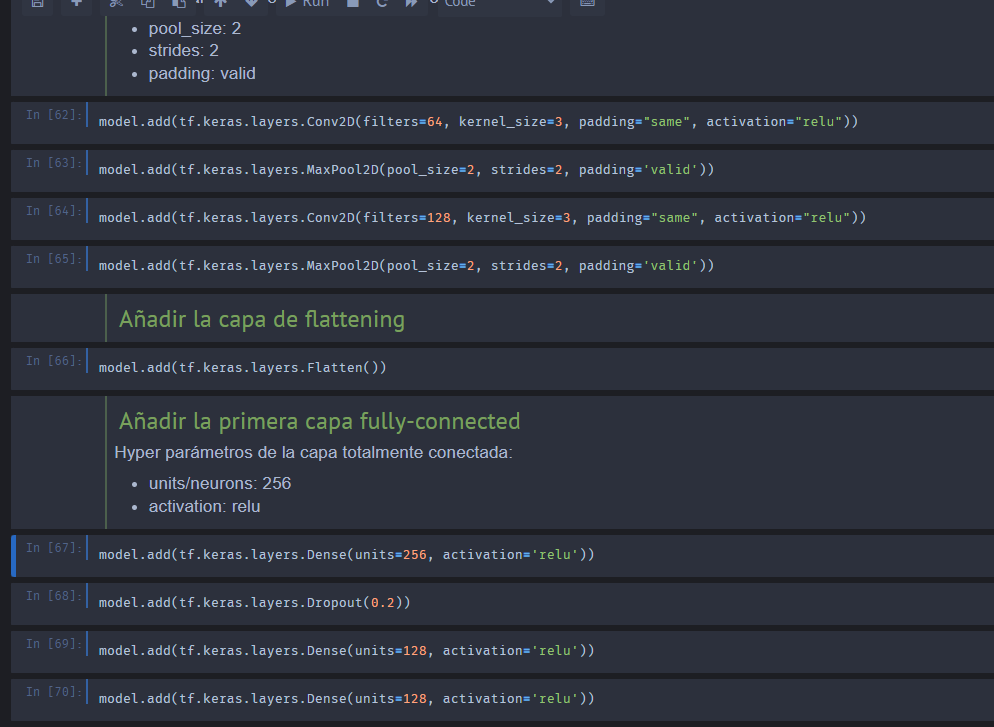 Run Code
pool_size: 2
strides: 2
padding: valid
In [62]: model.add(tf.keras.layers.Conv2D(filters=64, kernel_size=3, padding="same", activation="relu"))
In [63]: model.add(tf.keras.layers.MaxPool2D(pool_size=2, strides=2, padding='valid'))
In [64]: model.add(tf.keras.layers.Conv2D(filters=128, kernel_size=3, padding="same", activation="relu"))
In [65]: model.add(tf.keras.layers.MaxPool2D(pool_size=2, strides=2, padding='valid'))
Añadir la capa de flattening
In [66]: model.add(tf.keras.layers.Flatten())
Añadir la primera capa fully-connected
Hyper parámetros de la capa totalmente conectada:
units/neurons: 256
activation: relu
In [67]: model.add(tf.keras.layers.Dense(units=256, activation='relu'))
In [68]: model.add(tf.keras.layers.Dropout(0.2))
In [69]: model.add(tf.keras.layers.Dense(units=128, activation='relu'))
In [70]: model.add(tf.keras.layers.Dense(units=128, activation='relu'))